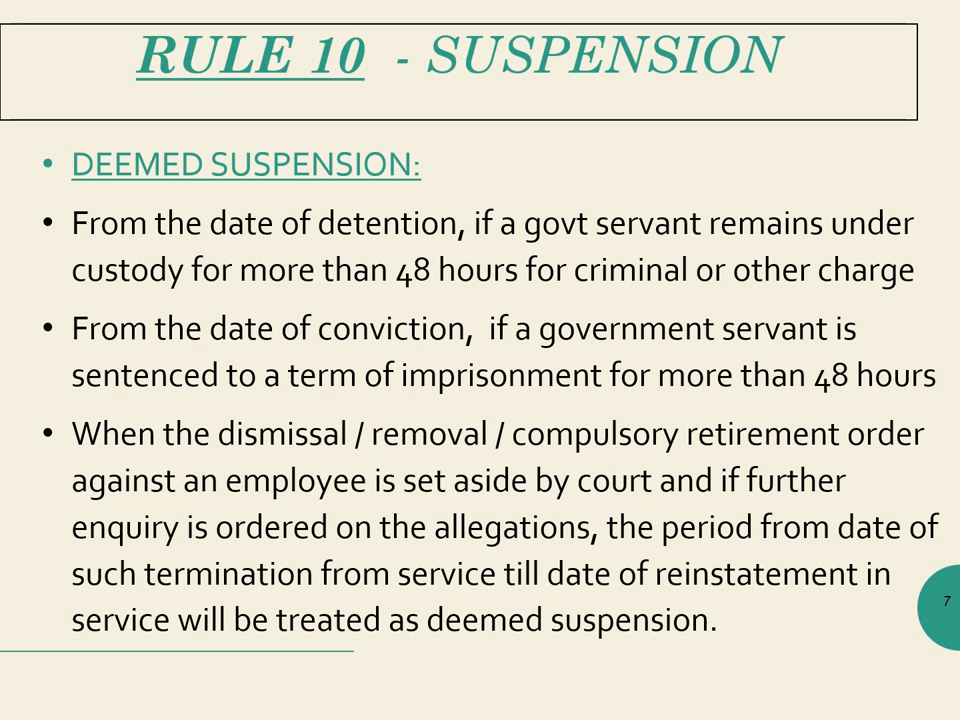 RULE 10 - SUSPENSION
• DEEMED SUSPENSION:
• From the date of detention, if a govt servant remains under
custody for more than 48 hours for criminal or other charge
• From the date of conviction, if a government servant is
sentenced to a term of imprisonment for more than 48 hours
• When the dismissal / removal / compulsory retirement order
against an employee is set aside by court and if further
enquiry is ordered on the allegations, the period from date of
such termination from service till date of reinstatement in
service will be treated as deemed suspension.
7